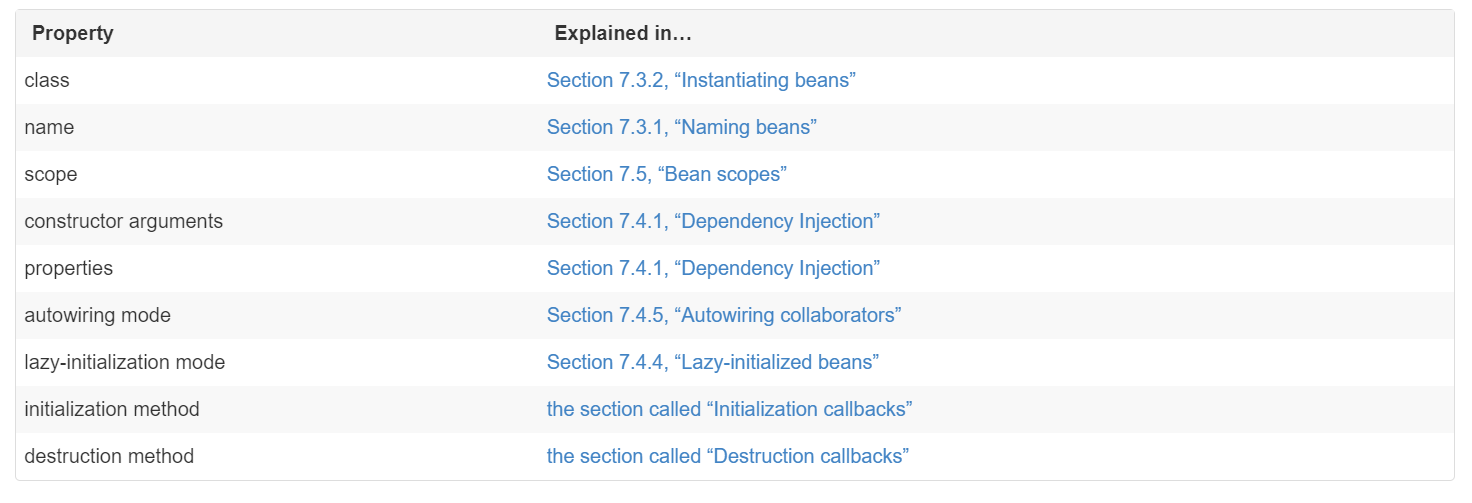 Property Explained in…
class Section 7.3.2, “Instantiating beans”
name Section 7.3.1, “Naming beans”
scope Section 7.5, “Bean scopes”
constructor arguments Section 7.4.1, “Dependency Injection”
properties Section 7.4.1, “Dependency Injection”
autowiring mode Section 7.4.5, “Autowiring collaborators”
lazy-initialization mode Section 7.4.4, “Lazy-initialized beans”
initialization method the section called “Initialization callbacks”
destruction method the section called “Destruction callbacks”